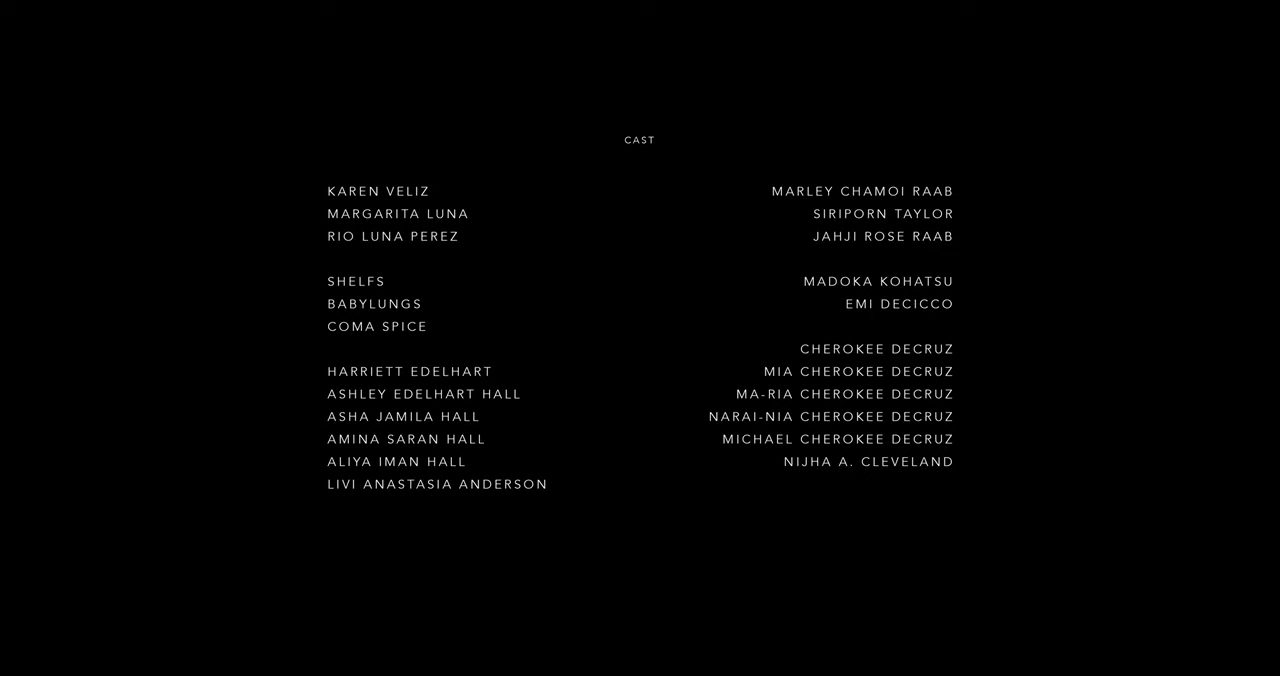 CAST
KAREN VELIZ
MARGARITA LUNA
RIO LUNA PEREZ
SHELFS
BABYLUNGS
COMA SPICE
HARRIETT EDELHART
ASHLEY EDELHART HALL
ASHA JAMILA HALL
AMINA SARAN HALL
ALIYA IMAN HALL
LIVI ANASTASIA ANDERSON
MARLEY CHAMOI RAAB
SIRIPORN TAYLOR
JAHJI ROSE RAAB
MADOKA KOHATSU
EMI DECICCO
CHEROKEE DECRUZ
MIA CHEROKEE DECRUZ
MA-RIA CHEROKEE DECRUZ
NARAI-NIA CHEROKEE DECRUZ
MICHAEL CHEROKEE DECRUZ
NIJHA A. CLEVELAND